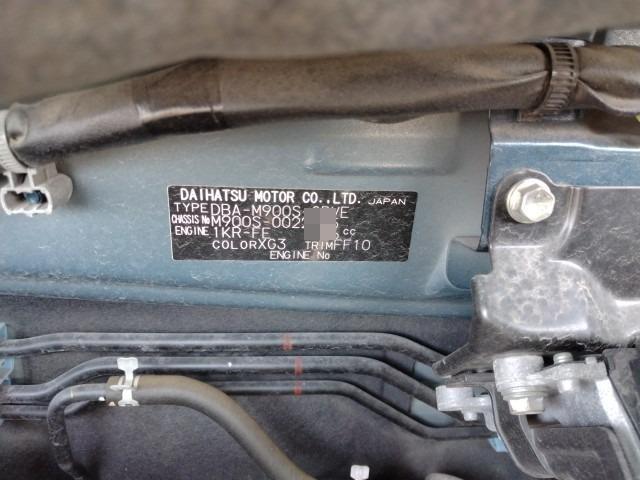 DAIHATSU MOTOR CO.,LTD. JAPAN
TYPE DBA-M900S-
CHASSIS No M900S-002
ENGINE 1KR-FE cc
COLOR XG3 TRIM FF10
ENGINE No